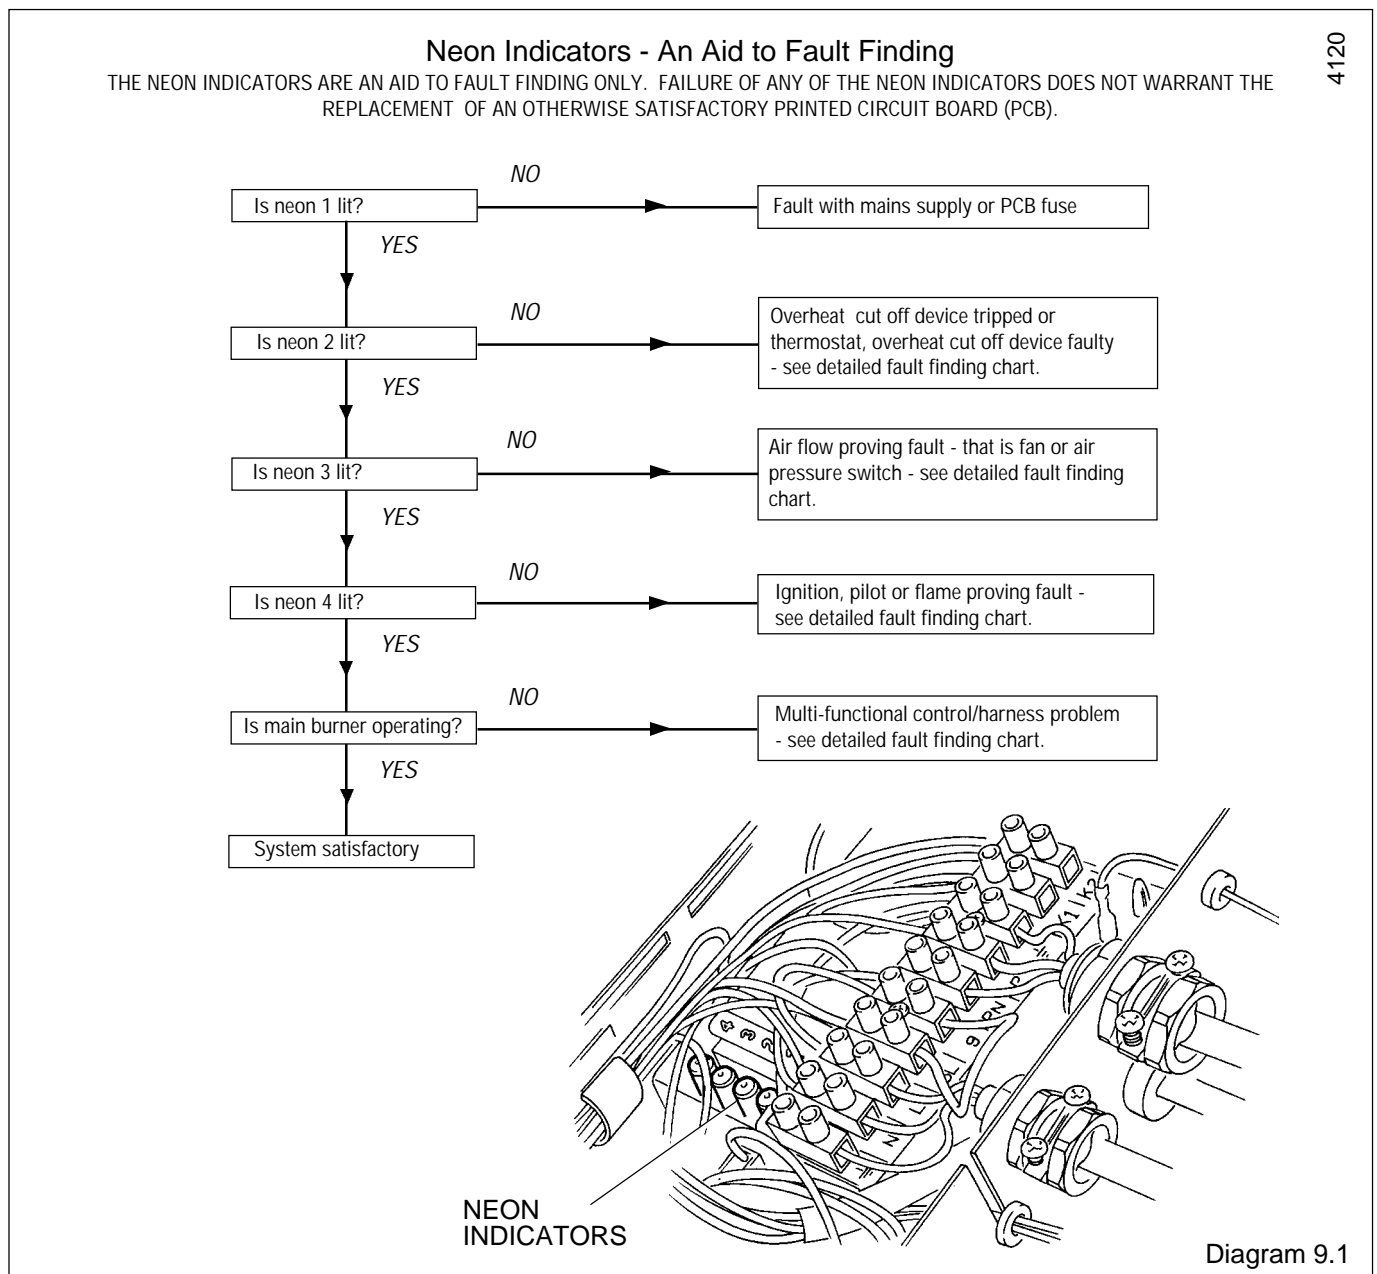 Neon Indicators - An Aid to Fault Finding
4120
THE NEON INDICATORS ARE AN AID TO FAULT FINDING ONLY. FAILURE OF ANY OF THE NEON INDICATORS DOES NOT WARRANT THE
REPLACEMENT OF AN OTHERWISE SATISFACTORY PRINTED CIRCUIT BOARD (PCB).
NO
Is neon 1 lit?
Fault with mains supply or PCB fuse
YES
NO
Is neon 2 lit?
Overheat cut off device tripped or
thermostat, overheat cut off device faulty
- see detailed fault finding chart.
YES
NO
Is neon 3 lit?
Air flow proving fault - that is fan or air
pressure switch - see detailed fault finding
chart.
YES
NO
Is neon 4 lit?
Ignition, pilot or flame proving fault -
see detailed fault finding chart.
YES
NO
Is main burner operating?
Multi-functional control/harness problem
- see detailed fault finding chart.
YES
System satisfactory
K1 K2
4 3 2
N L
NEON
INDICATORS
Diagram 9.1